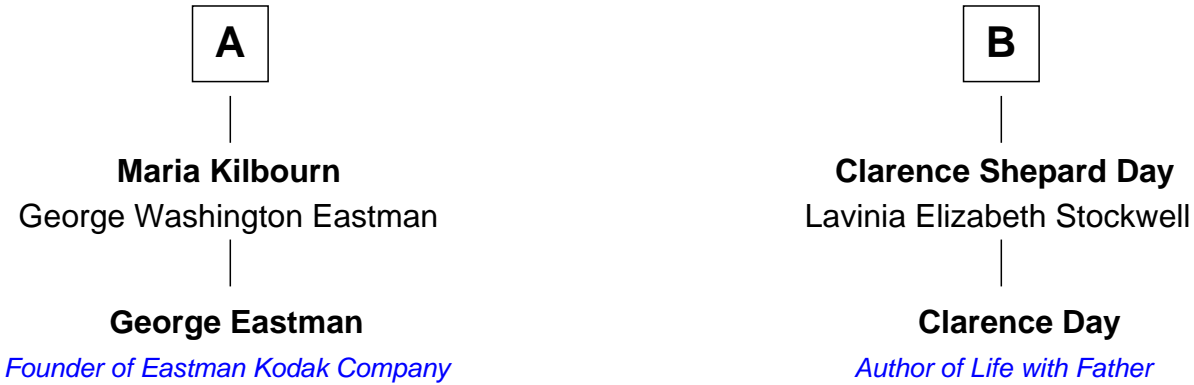 A
B
Maria Kilbourn
George Washington Eastman
George Eastman
Founder of Eastman Kodak Company
Clarence Shepard Day
Lavinia Elizabeth Stockwell
Clarence Day
Author of Life with Father